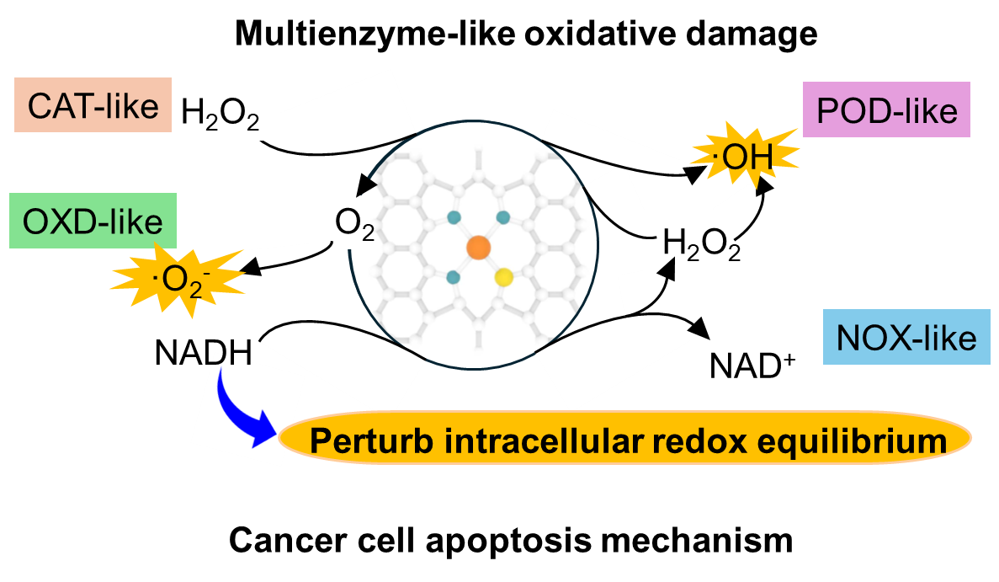 Multienzyme-like oxidative damage
CAT-like
H₂O₂
POD-like
·OH
OXD-like
O₂
H₂O₂
·O₂⁻
NADH
NOX-like
NAD⁺
Perturb intracellular redox equilibrium
Cancer cell apoptosis mechanism